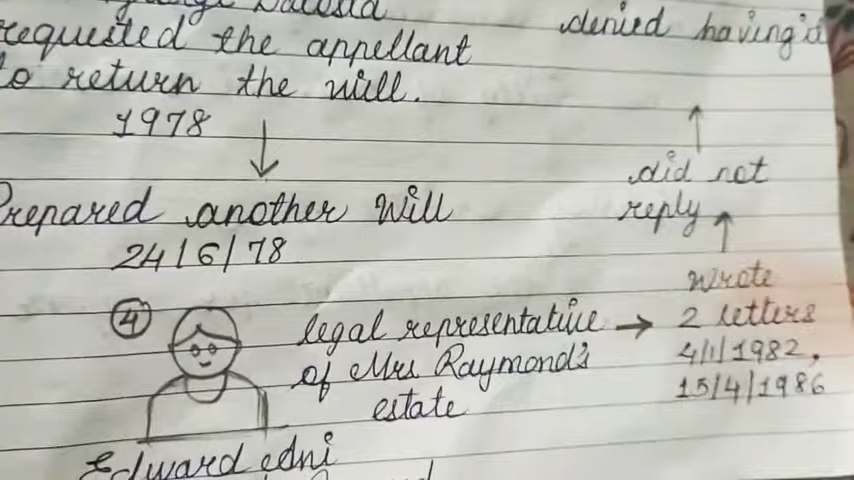 denied having
requested the appellant
to return the will.
1978
did not
reply
Prepared another Will
24/6/78
Wrote
2 letters
4/1/1982,
15/4/1986
4
legal representative
of Mrs Raymond's
estate
Edward edni